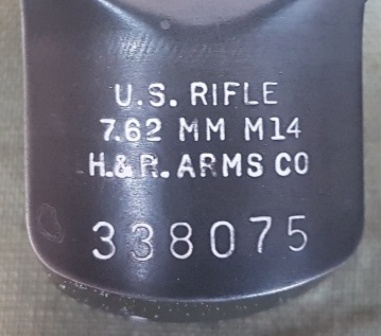 U.S. RIFLE
7.62 MM M14
H.& R. ARMS CO
338075